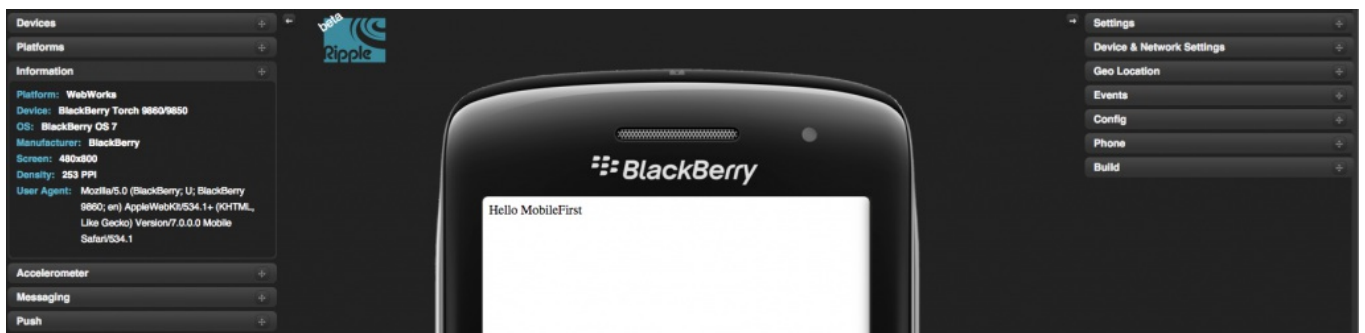 Devices
Platforms
Information
Platform: WebWorks
Device: BlackBerry Torch 9860/9850
OS: BlackBerry OS 7
Manufacturer: BlackBerry
Screen: 480x800
Density: 253 PPI
User Agent: Mozilla/5.0 (BlackBerry; U; BlackBerry
9860; en) AppleWebKit/534.1+ (KHTML,
Like Gecko) Version/7.0.0.0 Mobile
Safari/534.1
Accelerometer
Messaging
Push
beta
Ripple
BlackBerry
Hello MobileFirst
Settings
Device & Network Settings
Geo Location
Events
Config
Phone
Build